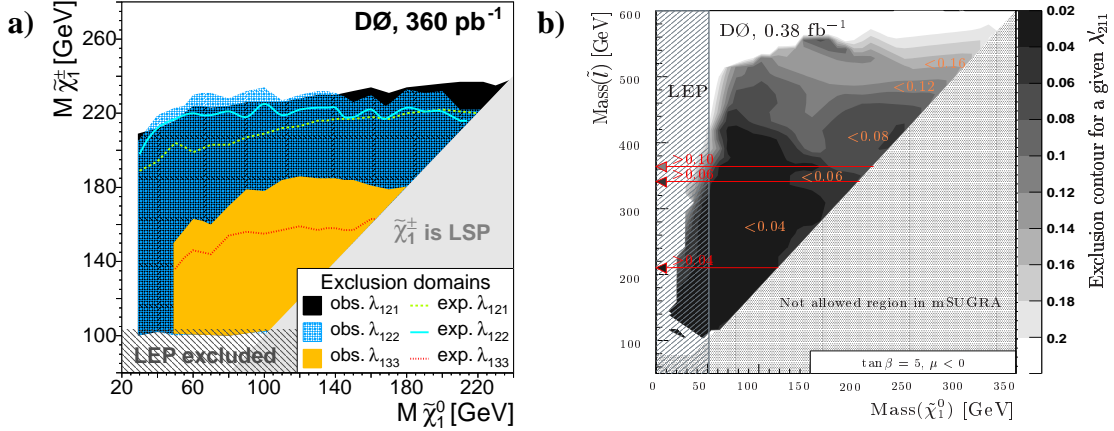 a)
DØ, 360 pb⁻¹
M χ̃₁± [GeV]
260
220
180
140
100
χ̃₁± is LSP
Exclusion domains
obs. λ₁₂₁ exp. λ₁₂₁
obs. λ₁₂₂ exp. λ₁₂₂
obs. λ₁₃₃ exp. λ₁₃₃
LEP excluded
20 60 100 140 180 220
M χ̃₁⁰ [GeV]
b)
DØ, 0.38 fb⁻¹
Mass(l̃) [GeV]
600
500
400
300
200
100
LEP
<0.16
<0.12
<0.08
>0.10
<0.06
<0.04
>0.04
Not allowed region in mSUGRA
tan β = 5, μ < 0
0 50 100 150 200 250 300 350
Mass(χ̃₁⁰) [GeV]
0.02
0.04
0.06
0.08
0.1
0.11
0.12
0.16
0.18
0.2
Exclusion contour for a given λ′₂₁₁